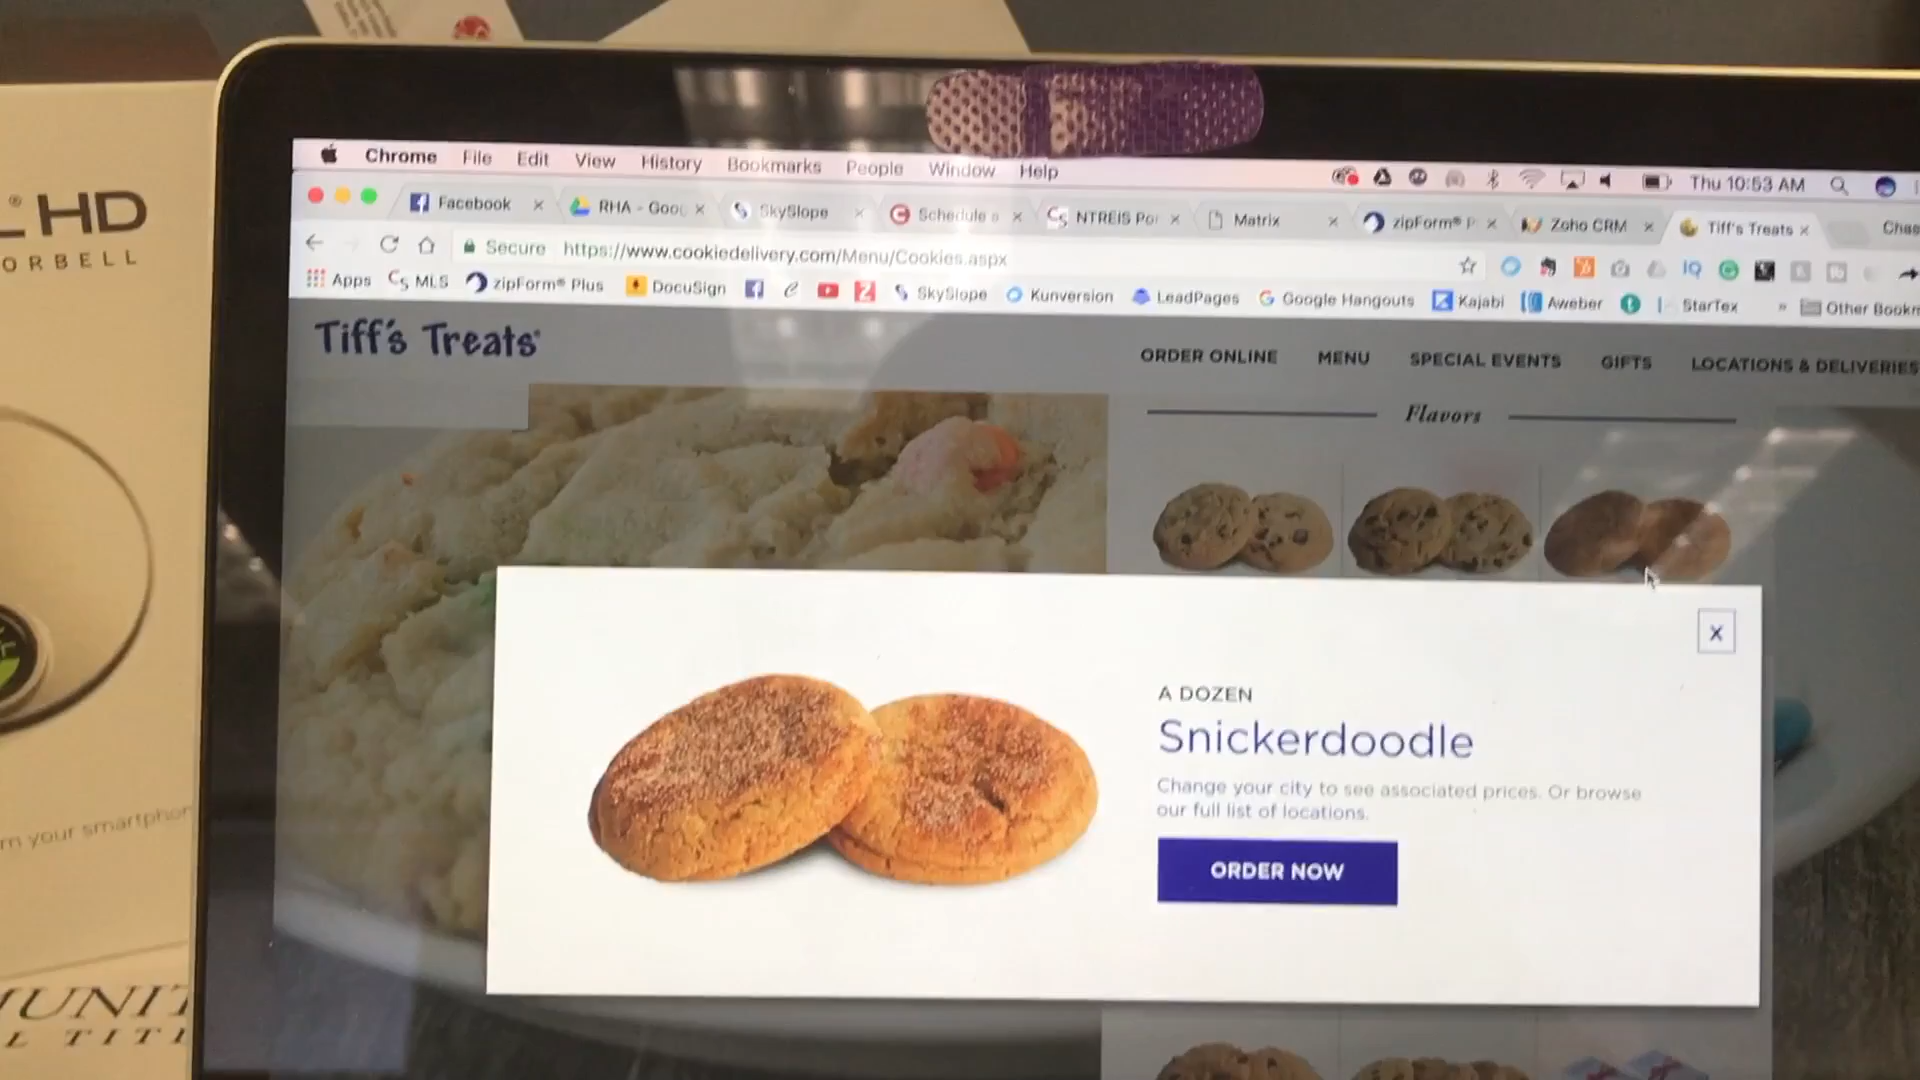 HD
ORBELL
Chrome File Edit View History Bookmarks People Window Help
Thu 10:53 AM
Facebook
RHA - Goo
SkySlope
Schedule
NTREIS Po
Matrix
zipForm® P
Zoho CRM
Tiff's Treats
Chas
Secure https://www.cookiedelivery.com/Menu/Cookies.aspx
Apps
MLS
zipForm® Plus
DocuSign
SkySlope
Kunversion
LeadPages
Google Hangouts
Kajabi
Aweber
StarTex
» Other Bookm
Tiff's Treats®
ORDER ONLINE MENU SPECIAL EVENTS GIFTS LOCATIONS & DELIVERIES
Flavors
X
A DOZEN
Snickerdoodle
Change your city to see associated prices. Or browse
our full list of locations.
ORDER NOW
m your smartphon
MUNIT
L TITL